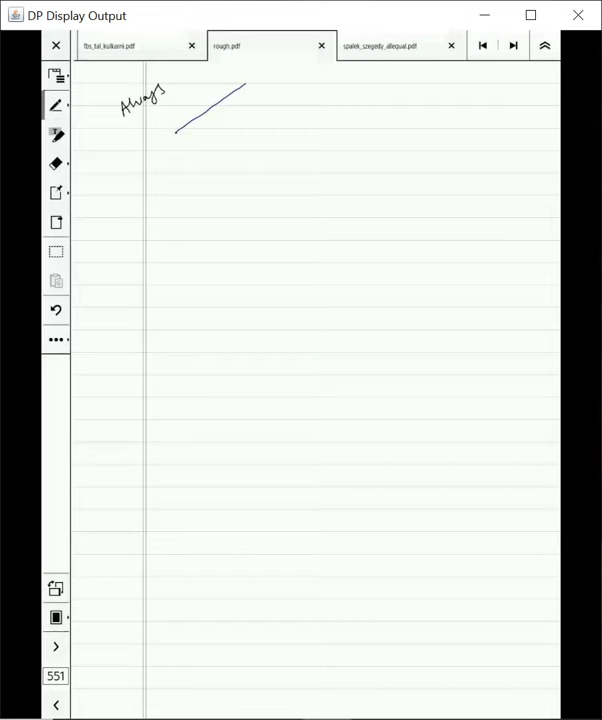 DP Display Output
fbs_tal_kulkarni.pdf
rough.pdf
spalek_szegedy_allequal.pdf
Always
T
551